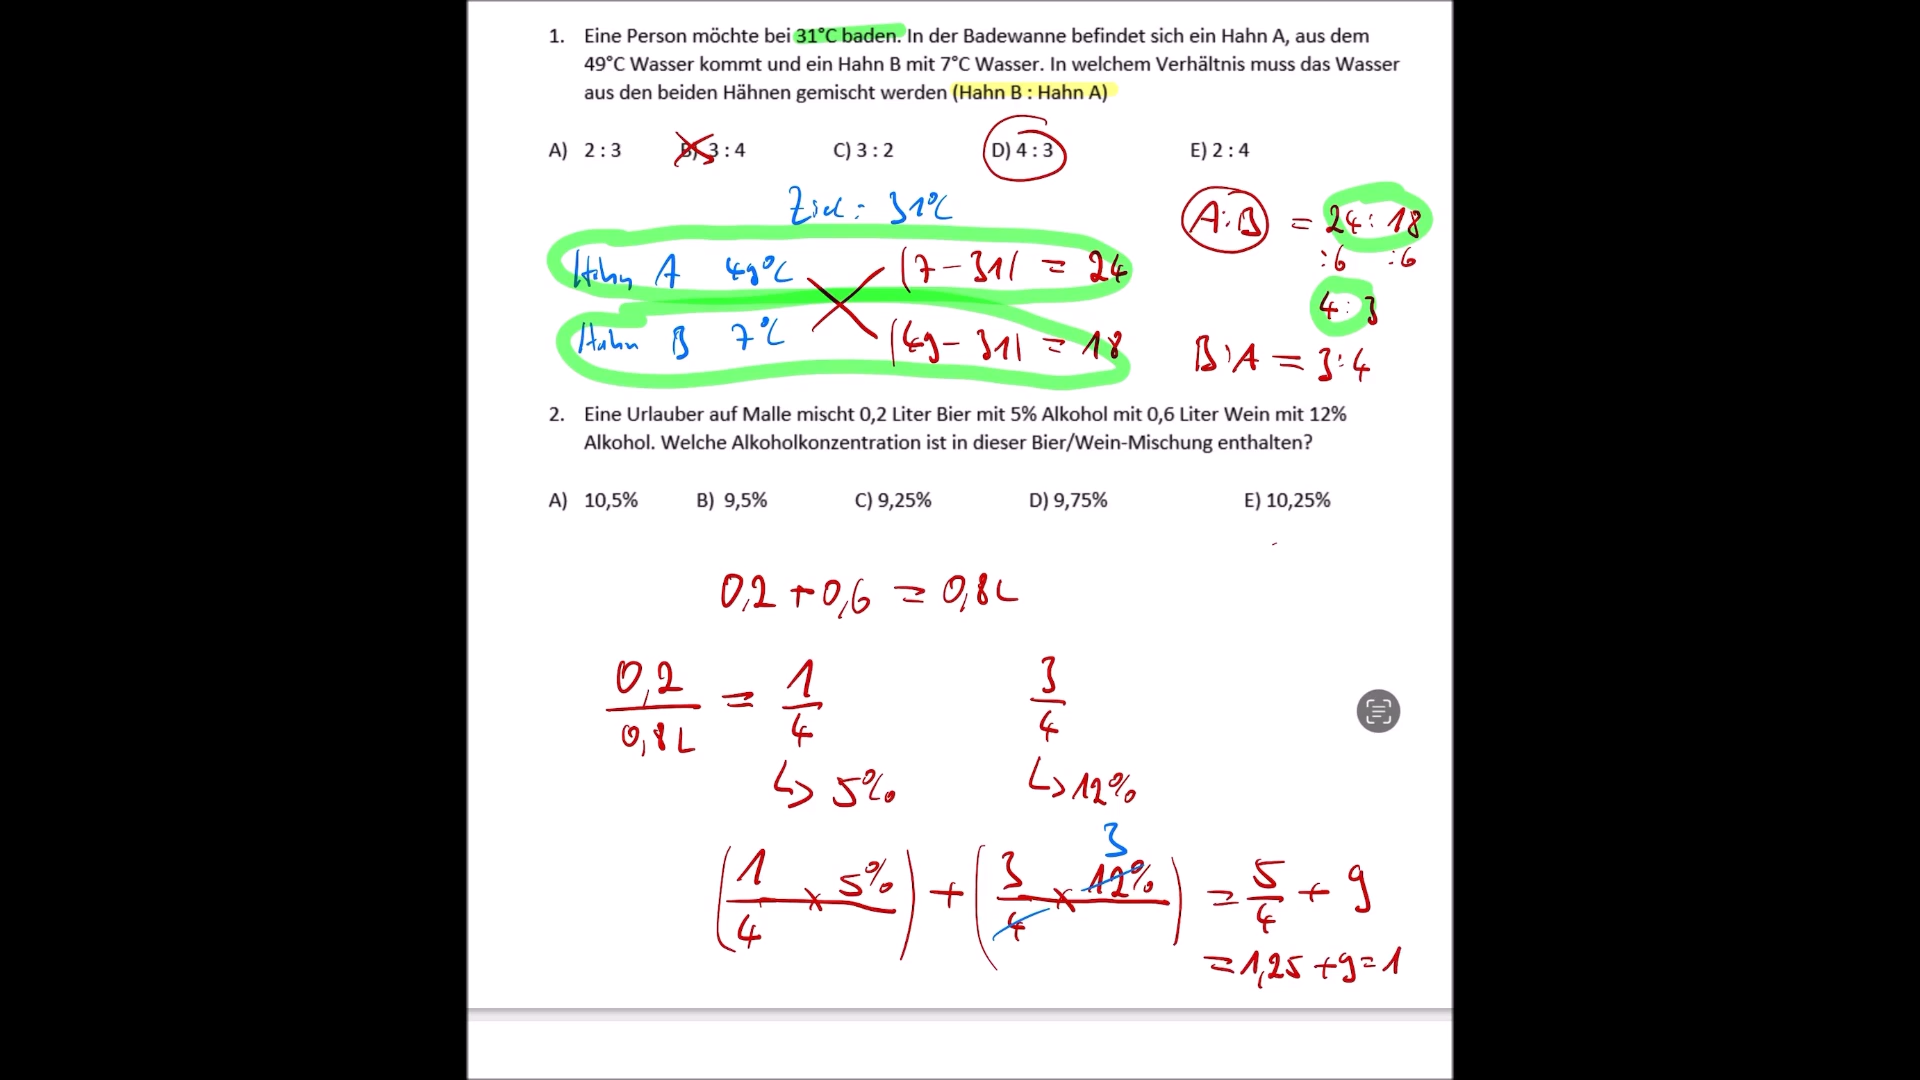 1. Eine Person möchte bei 31°C baden. In der Badewanne befindet sich ein Hahn A, aus dem
49°C Wasser kommt und ein Hahn B mit 7°C Wasser. In welchem Verhältnis muss das Wasser
aus den beiden Hähnen gemischt werden (Hahn B : Hahn A)
A) 2 : 3 B) 3 : 4 C) 3 : 2 D) 4 : 3 E) 2 : 4
Ziel: 31°C
A:B = 24:18
:6 :6
4:3
Hahn A 49°C |7-31| = 24
Hahn B 7°C |49-31| = 18
B:A = 3:4
2. Eine Urlauber auf Malle mischt 0,2 Liter Bier mit 5% Alkohol mit 0,6 Liter Wein mit 12%
Alkohol. Welche Alkoholkonzentration ist in dieser Bier/Wein-Mischung enthalten?
A) 10,5% B) 9,5% C) 9,25% D) 9,75% E) 10,25%
0,2 + 0,6 = 0,8L
0,2/0,8L = 1/4 3/4
↳ 5% ↳ 12%
3
(1/4 x 5%) + (3/4 x 12%) = 5/4 + 9
= 1,25 + 9 = 1